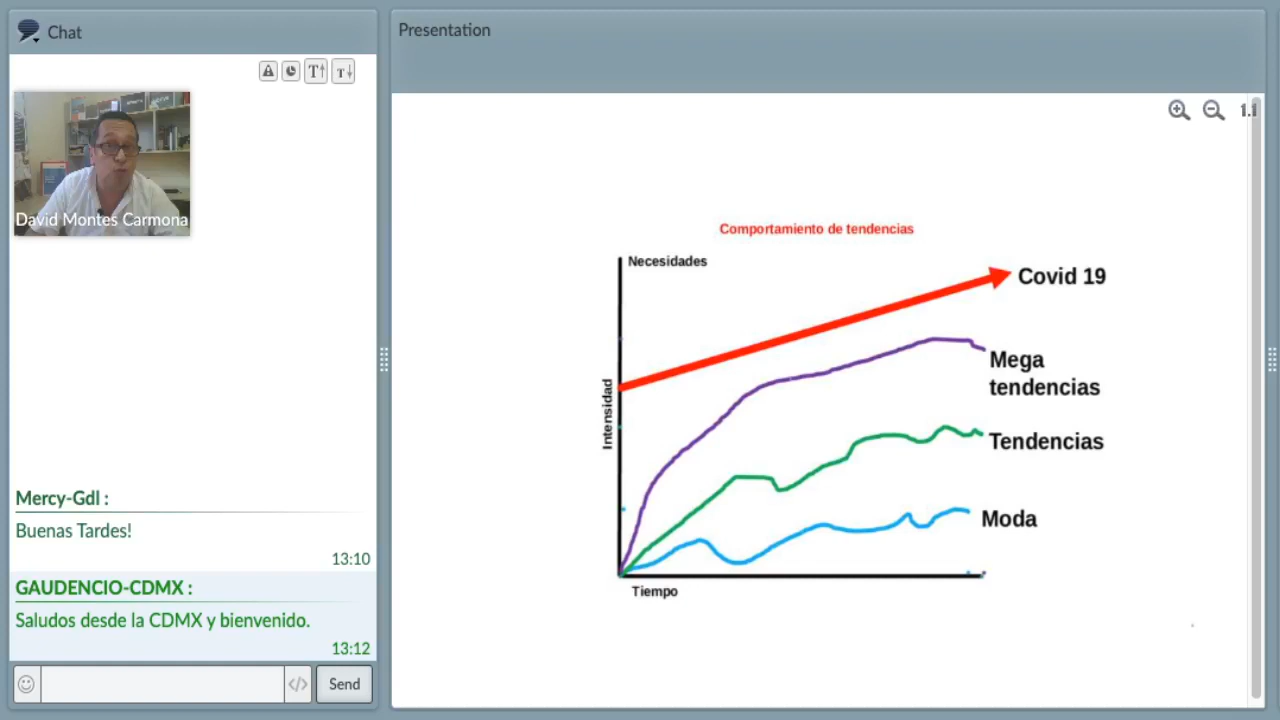 Chat
David Montes Carmona
Mercy-Gdl :
Buenas Tardes!
13:10
GAUDENCIO-CDMX :
Saludos desde la CDMX y bienvenido.
13:12
Send
Presentation
Comportamiento de tendencias
Necesidades
Covid 19
Mega
tendencias
Intensidad
Tendencias
Moda
Tiempo